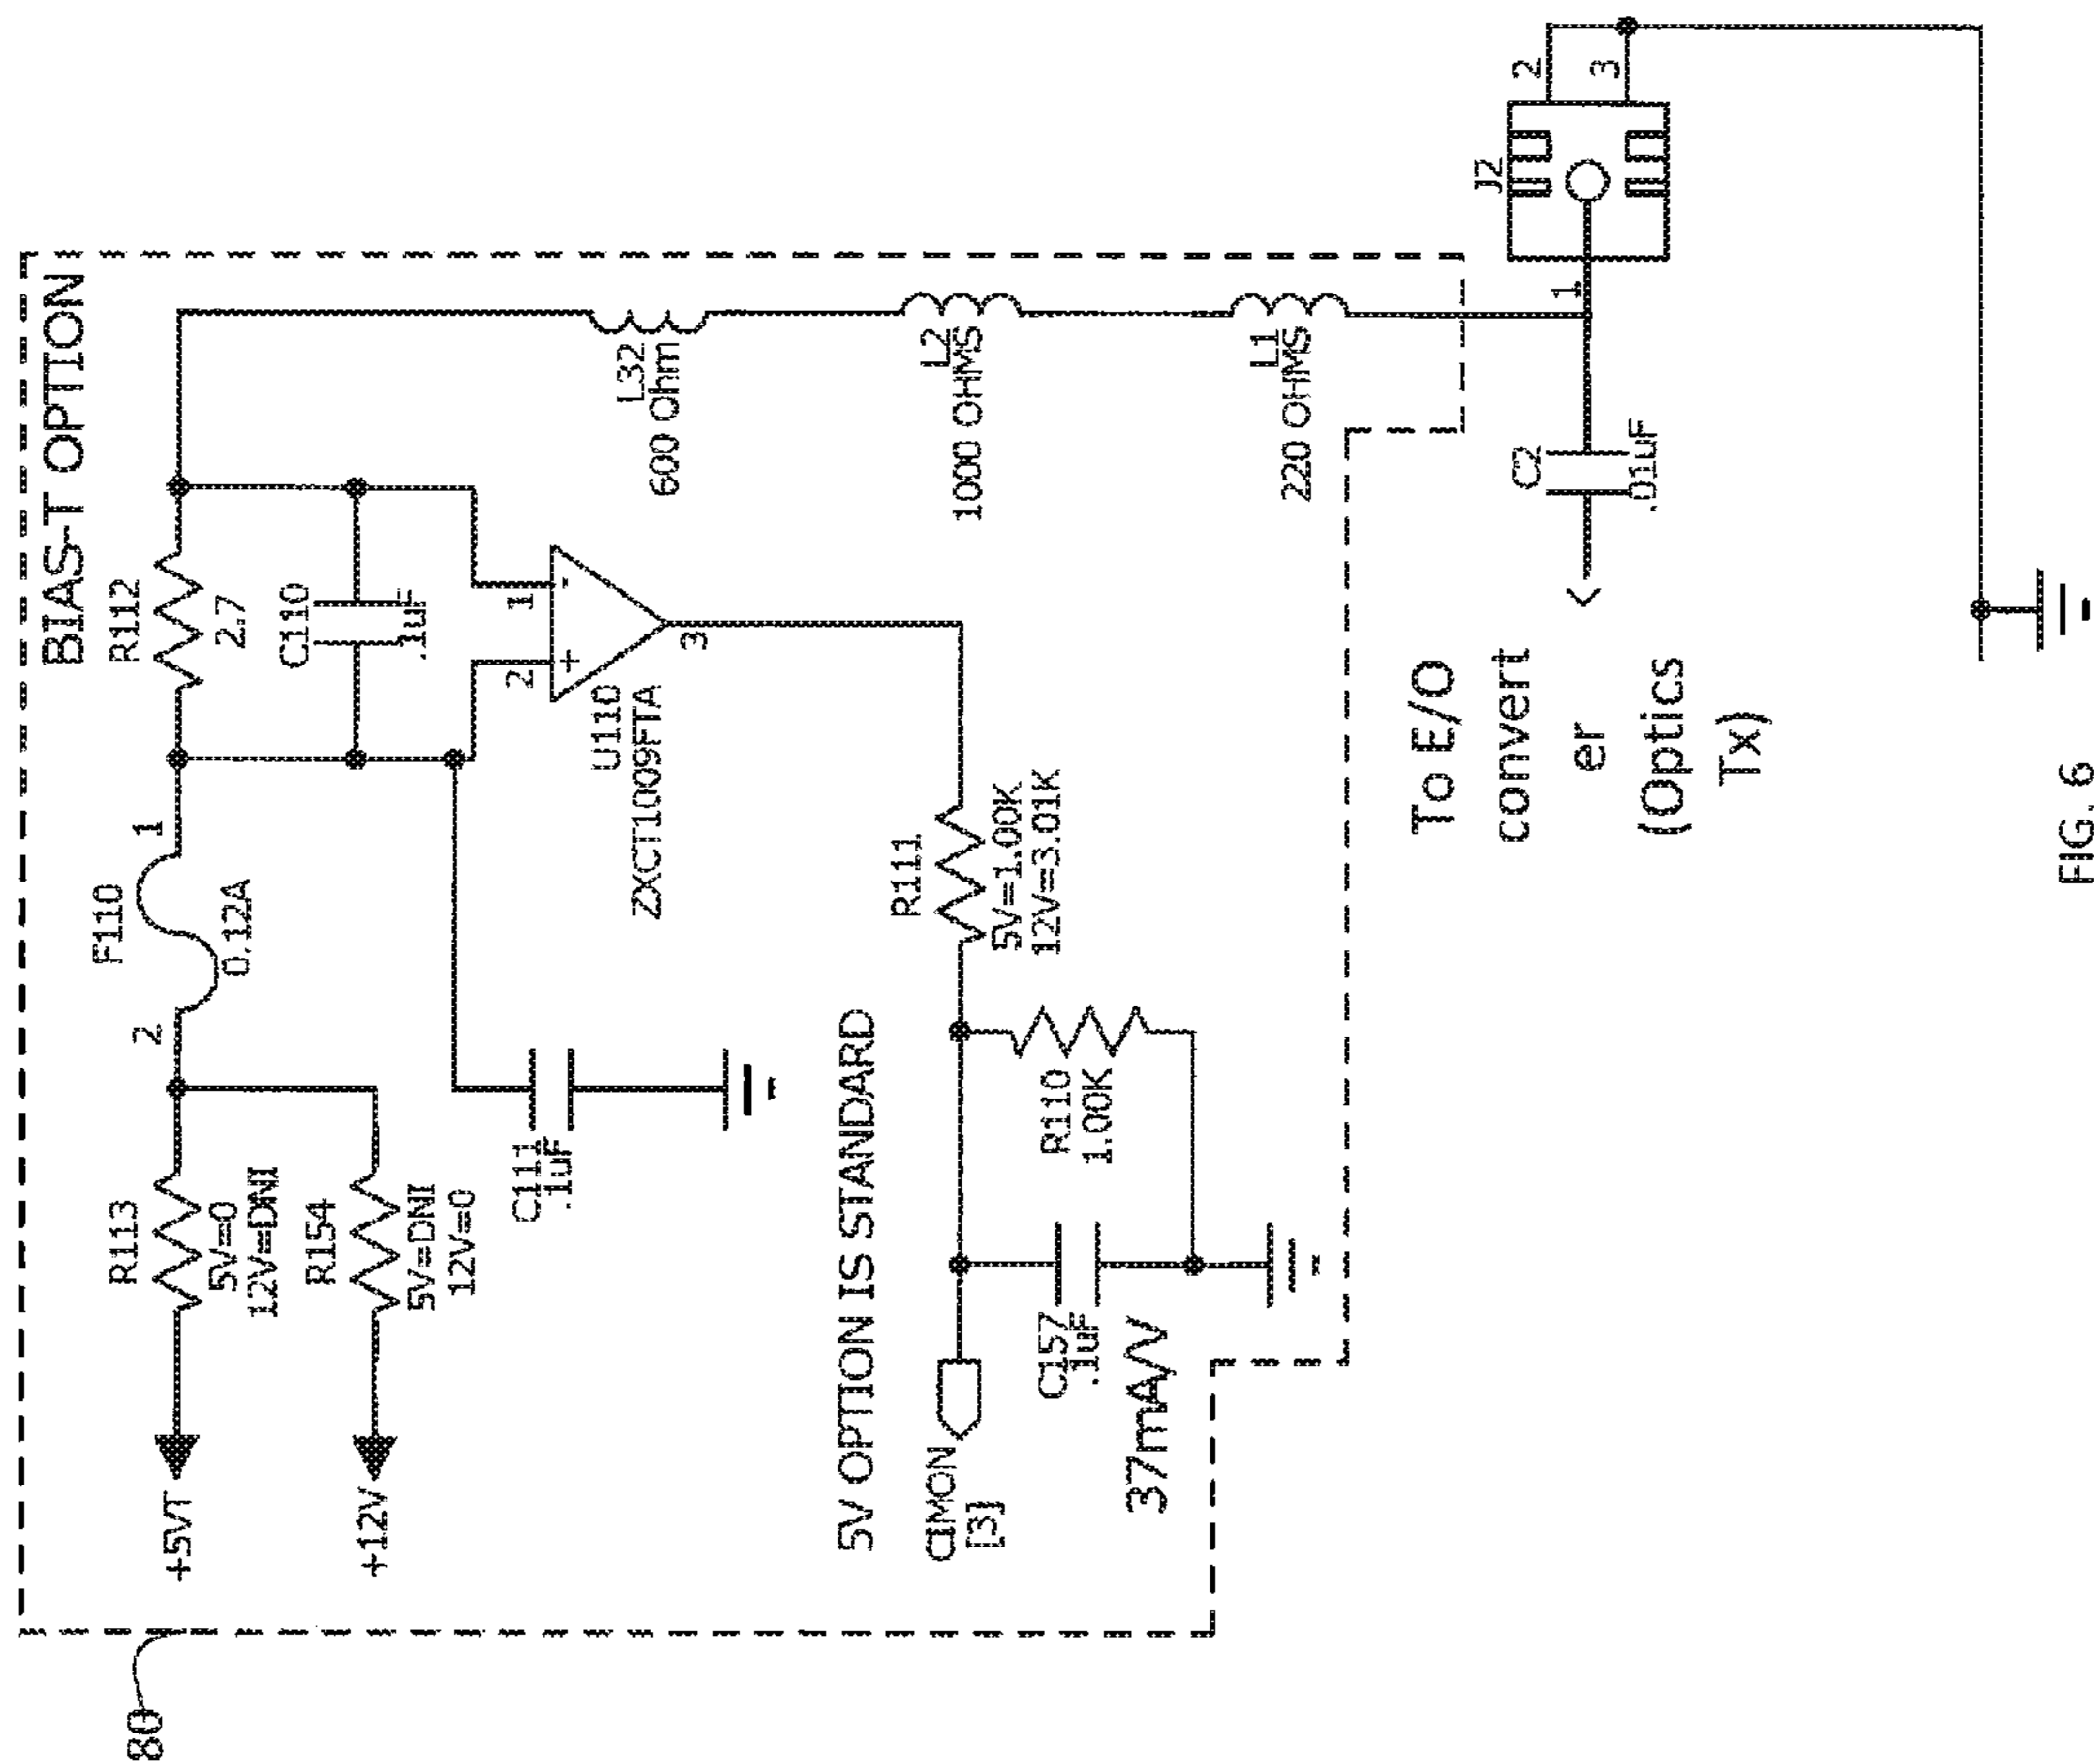 80
BIAS-T OPTION
+5VT
R113
5V=0
12V=DNI
2
F110
0.12A
1
R112
2.7
+12V
R154
5V=DNI
12V=0
C110
.1uF
C111
.1uF
2
+
1
-
3
U110
ZXCT1009FTA
L32
600 Ohm
5V OPTION IS STANDARD
CIMON
[3]
R111
5V=1.00K
12V=3.01K
L2
1000 OHMS
C157
.1uF
R110
1.00K
37mA/V
L1
220 OHMS
To E/O
convert
er
(Optics
Tx)
C2
.01uF
1
J2
2
3
FIG. 6